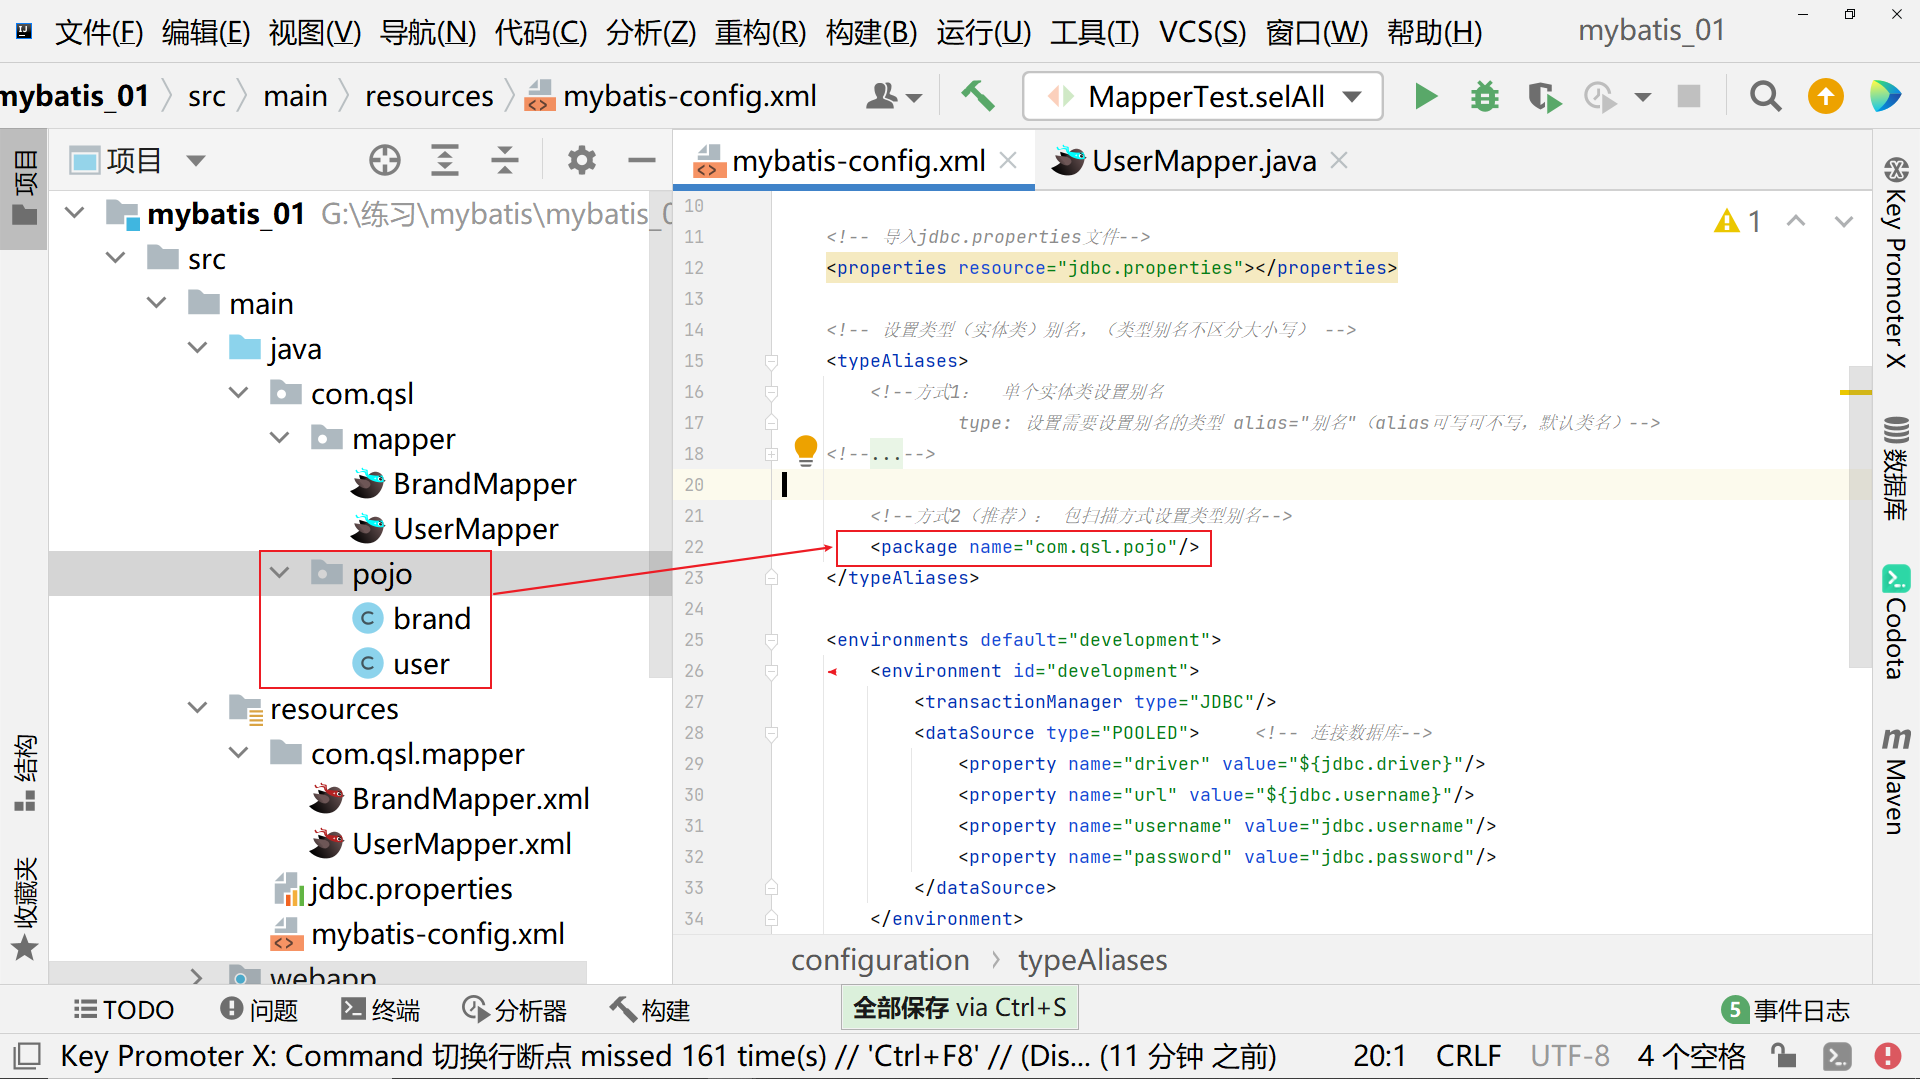 文件(F) 编辑(E) 视图(V) 导航(N) 代码(C) 分析(Z) 重构(R) 构建(B) 运行(U) 工具(T) VCS(S) 窗口(W) 帮助(H) mybatis_01
mybatis_01 src main resources mybatis-config.xml MapperTest.selAll
项目
项目
mybatis_01 G:\练习\mybatis\mybatis_0
src
main
java
com.qsl
mapper
BrandMapper
UserMapper
pojo
brand
user
resources
com.qsl.mapper
BrandMapper.xml
UserMapper.xml
jdbc.properties
mybatis-config.xml
webapp
结构
收藏夹
mybatis-config.xml UserMapper.java
1
10
11 <!-- 导入jdbc.properties文件-->
12 <properties resource="jdbc.properties"></properties>
13
14 <!-- 设置类型（实体类）别名，（类型别名不区分大小写） -->
15 <typeAliases>
16 <!--方式1： 单个实体类设置别名
17 type: 设置需要设置别名的类型 alias="别名"（alias可写可不写，默认类名）-->
18 <!--...-->
20
21 <!--方式2（推荐）： 包扫描方式设置类型别名-->
22 <package name="com.qsl.pojo"/>
23 </typeAliases>
24
25 <environments default="development">
26 <environment id="development">
27 <transactionManager type="JDBC"/>
28 <dataSource type="POOLED"> <!-- 连接数据库-->
29 <property name="driver" value="${jdbc.driver}"/>
30 <property name="url" value="${jdbc.username}"/>
31 <property name="username" value="jdbc.username"/>
32 <property name="password" value="jdbc.password"/>
33 </dataSource>
34 </environment>
configuration typeAliases
Key Promoter X
数据库
Codota
Maven
TODO 问题 终端 分析器 构建 全部保存 via Ctrl+S 5 事件日志
Key Promoter X: Command 切换行断点 missed 161 time(s) // 'Ctrl+F8' // (Dis... (11 分钟 之前) 20:1 CRLF UTF-8 4 个空格